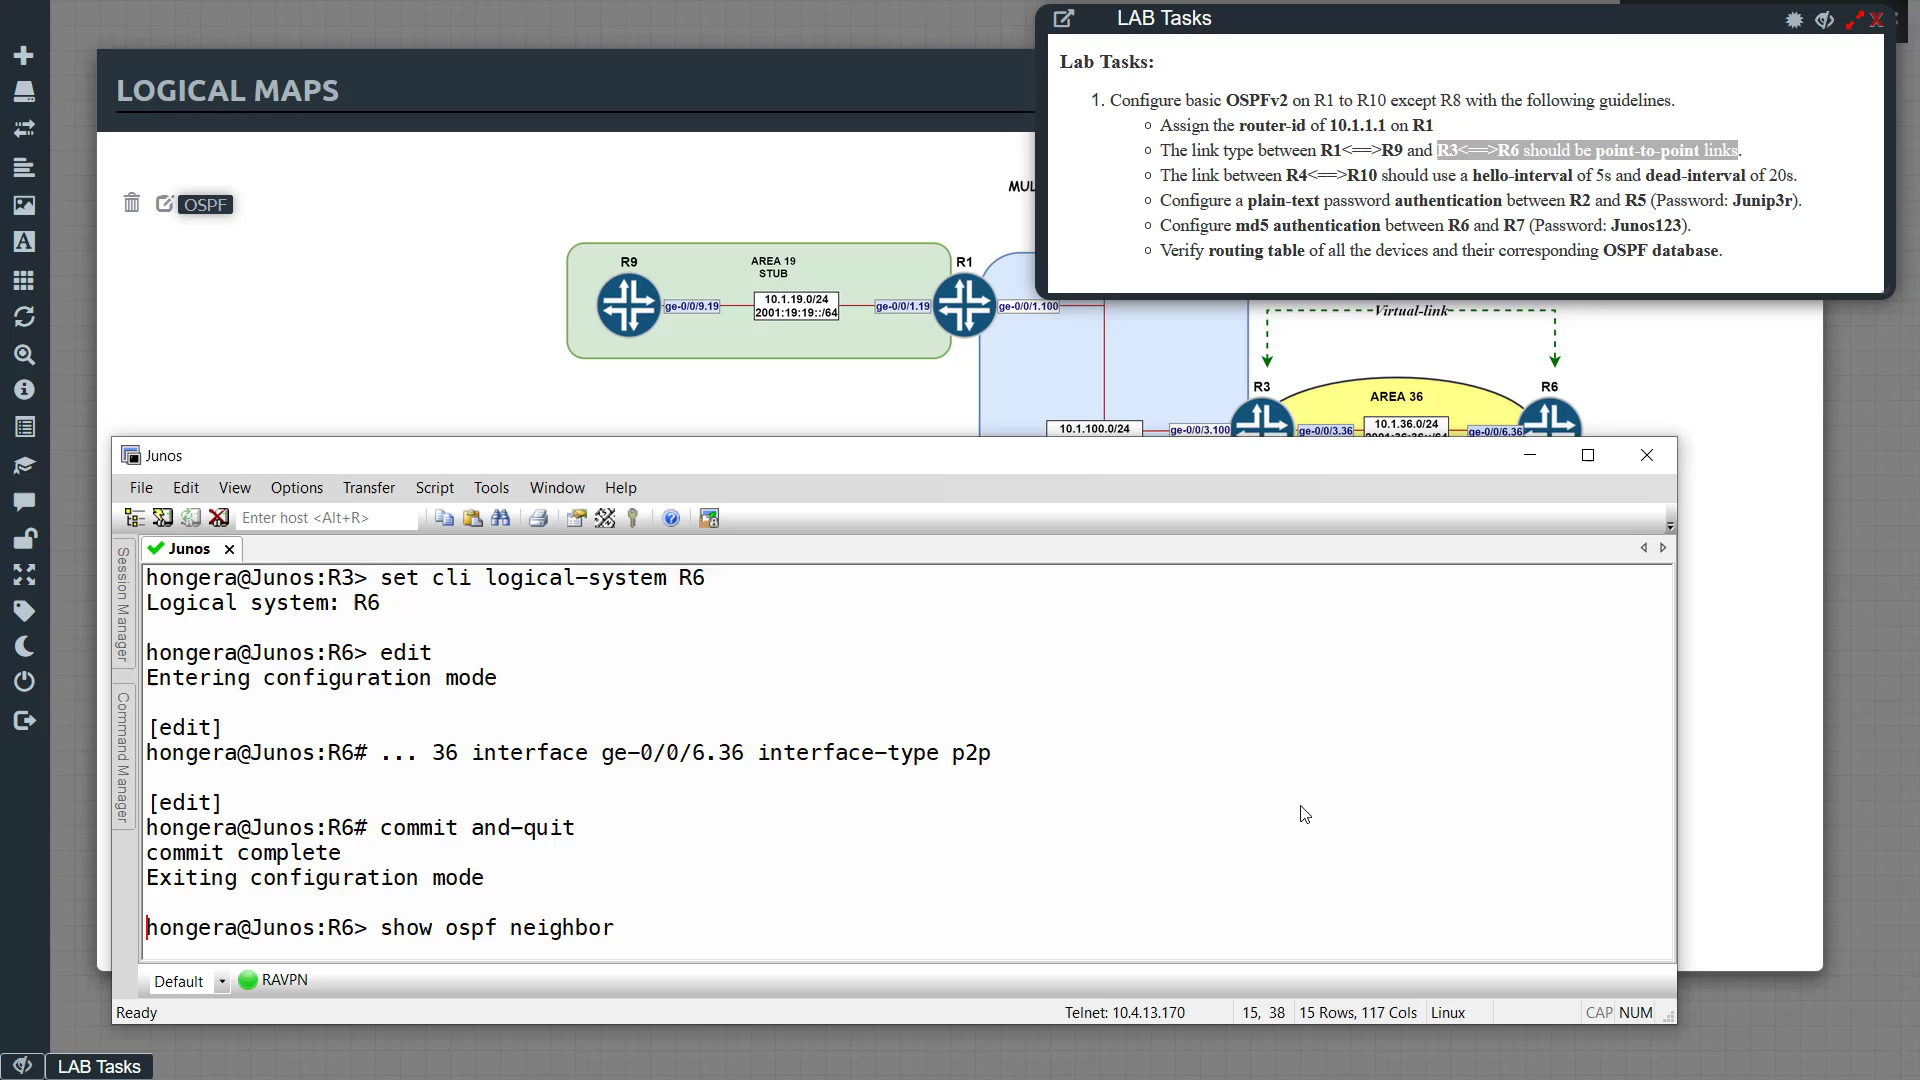 LAB Tasks
Lab Tasks:
1. Configure basic OSPFv2 on R1 to R10 except R8 with the following guidelines.
Assign the router-id of 10.1.1.1 on R1
The link type between R1<==>R9 and R3<==>R6 should be point-to-point links.
The link between R4<==>R10 should use a hello-interval of 5s and dead-interval of 20s.
Configure a plain-text password authentication between R2 and R5 (Password: Junip3r).
Configure md5 authentication between R6 and R7 (Password: Junos123).
Verify routing table of all the devices and their corresponding OSPF database.
LOGICAL MAPS
OSPF
R9
AREA 19
STUB
R1
ge-0/0/9.19
10.1.19.0/24
2001:19:19::/64
ge-0/0/1.19
ge-0/0/1.100
Virtual-link
R3
R6
AREA 36
10.1.100.0/24
ge-0/0/3.100
ge-0/0/3.36
10.1.36.0/24
ge-0/0/6.36
Junos
File Edit View Options Transfer Script Tools Window Help
Enter host <Alt+R>
Junos
Session Manager
Command Manager
hongera@Junos:R3> set cli logical-system R6
Logical system: R6
hongera@Junos:R6> edit
Entering configuration mode
[edit]
hongera@Junos:R6# ... 36 interface ge-0/0/6.36 interface-type p2p
[edit]
hongera@Junos:R6# commit and-quit
commit complete
Exiting configuration mode
hongera@Junos:R6> show ospf neighbor
Default RAVPN
Ready Telnet: 10.4.13.170 15, 38 15 Rows, 117 Cols Linux CAP NUM
LAB Tasks